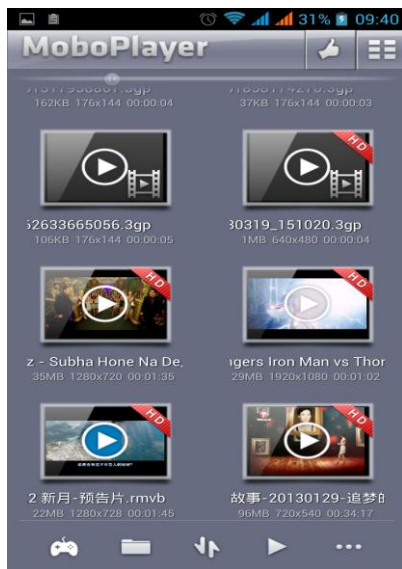 31% 09:40
MoboPlayer
162KB 176x144 00:00:04
37KB 176x144 00:00:03
HD
52633665056.3gp
30319_151020.3gp
106KB 176x144 00:00:05
1MB 640x480 00:00:04
HD
HD
z - Subha Hone Na De,
ngers Iron Man vs Thor
35MB 1280x720 00:01:35
29MB 1920x1080 00:01:02
HD
HD
2 新月-预告片.rmvb
故事-20130129-追梦的
22MB 1280x728 00:01:45
96MB 720x540 00:34:17